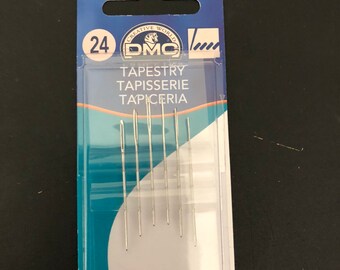 24
DMC
TAPESTRY
TAPISSERIE
TAPICERIA